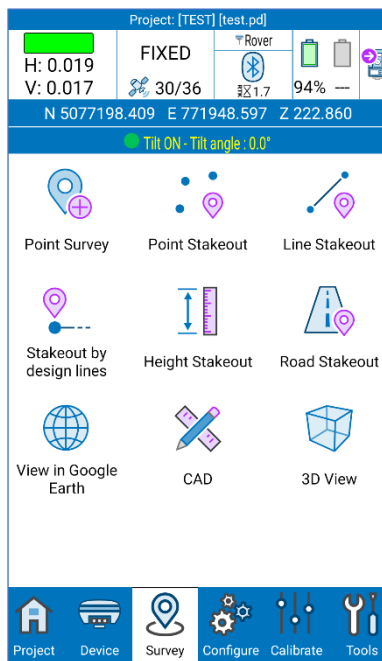 Project: [TEST] [test.pd]
H: 0.019
V: 0.017
FIXED
30/36
Rover
1.7
94%
---
N 5077198.409 E 771948.597 Z 222.860
Tilt ON - Tilt angle : 0.0°
Point Survey
Point Stakeout
Line Stakeout
Stakeout by
design lines
Height Stakeout
Road Stakeout
View in Google
Earth
CAD
3D View
Project
Device
Survey
Configure
Calibrate
Tools